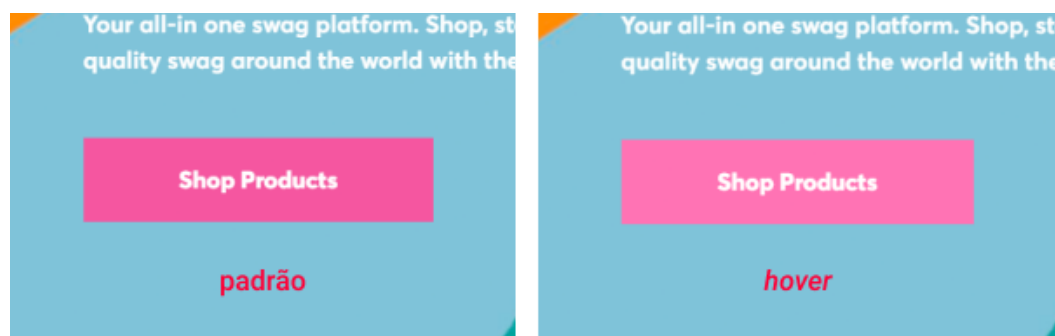 Your all-in one swag platform. Shop, st
quality swag around the world with the
Shop Products
padrão
Your all-in one swag platform. Shop, st
quality swag around the world with the
Shop Products
hover